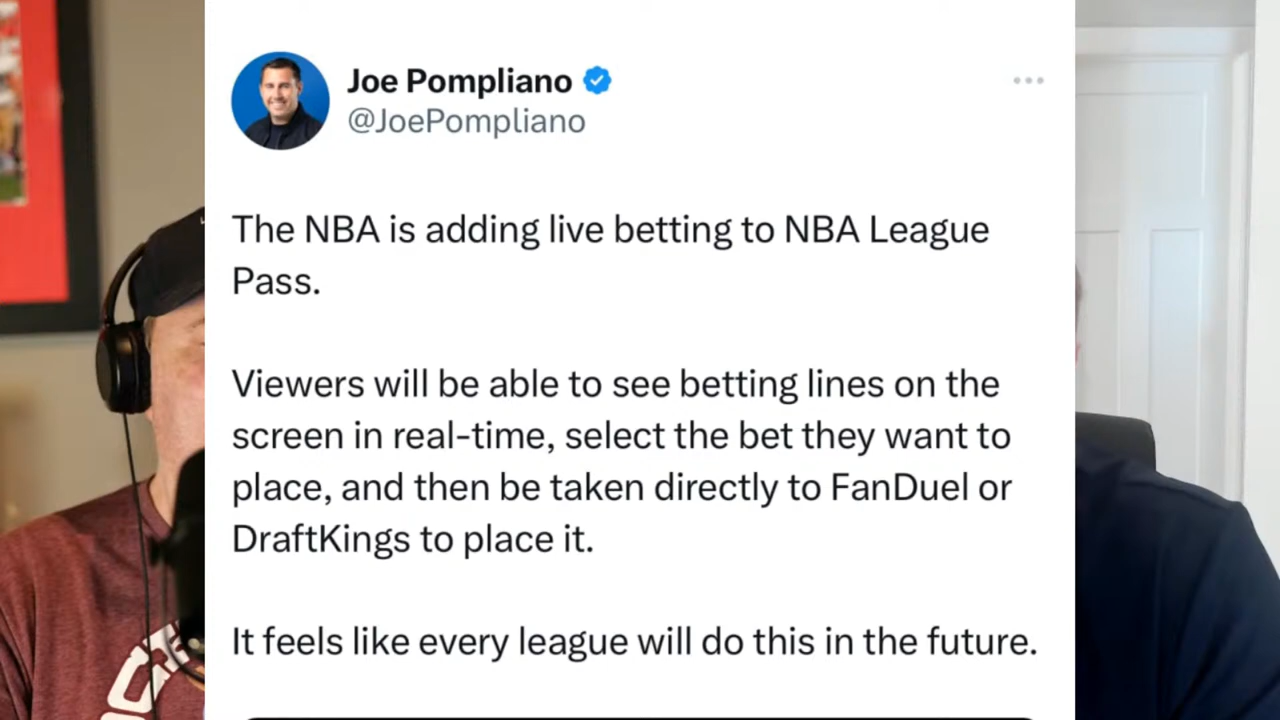 Joe Pompliano
@JoePompliano
The NBA is adding live betting to NBA League
Pass.
Viewers will be able to see betting lines on the
screen in real-time, select the bet they want to
place, and then be taken directly to FanDuel or
DraftKings to place it.
It feels like every league will do this in the future.